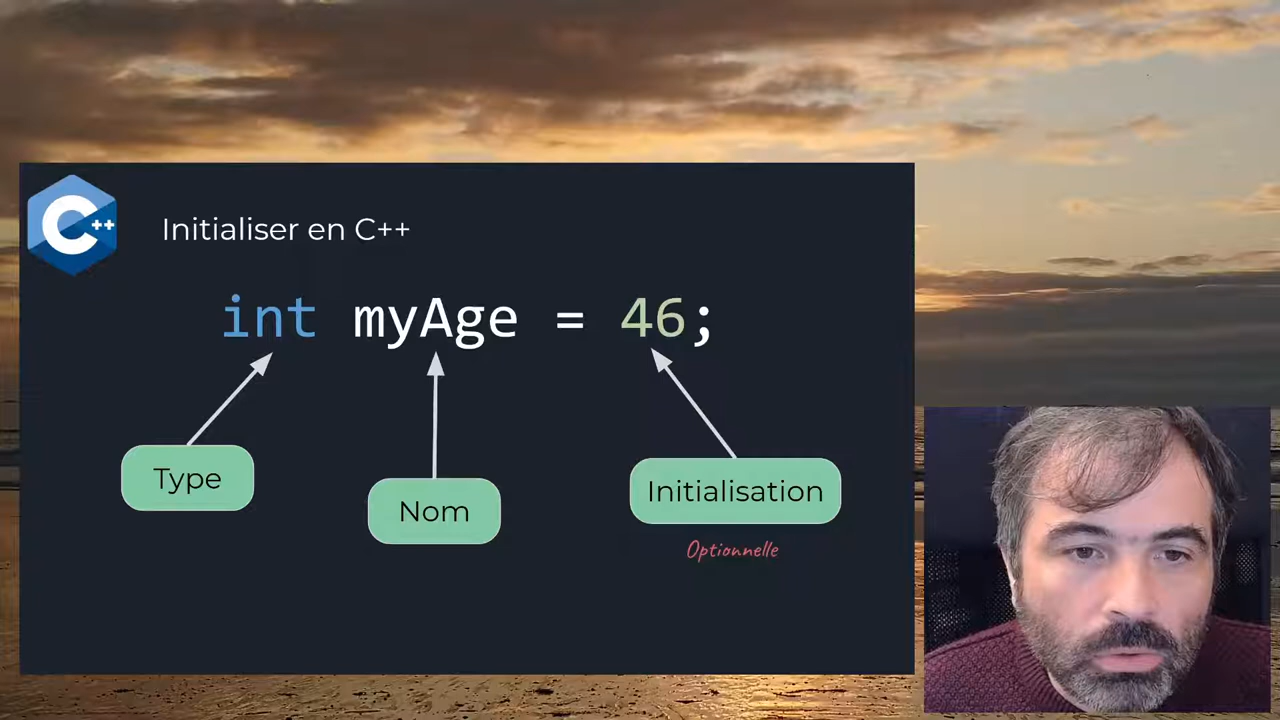 C++
Initialiser en C++
int myAge = 46;
Type
Nom
Initialisation
Optionnelle